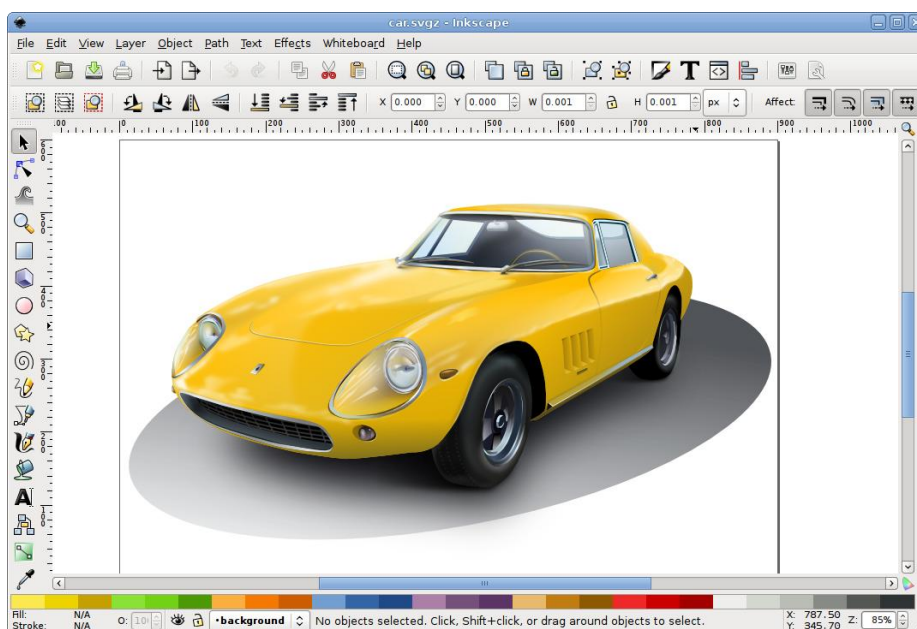 car.svgz - Inkscape
File Edit View Layer Object Path Text Effects Whiteboard Help
X 0.000 Y 0.000 W 0.001 H 0.001 px Affect:
0 100 200 300 400 500 600 700 800 900 1000
Fill: N/A
Stroke: N/A
O: •background No objects selected. Click, Shift+click, or drag around objects to select. X: 787.50 Y: 345.70 Z: 85%